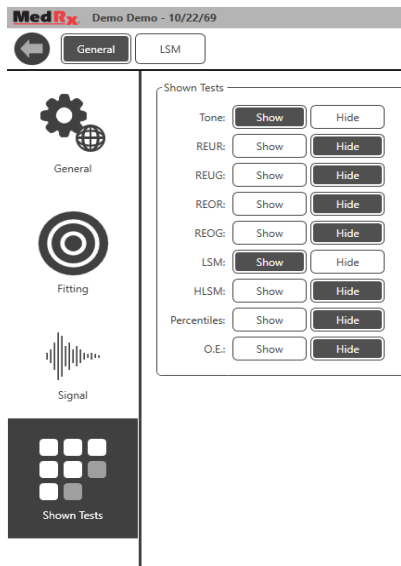 MedRx. Demo Demo - 10/22/69
General LSM
General
Fitting
Signal
Shown Tests
Shown Tests
Tone: Show Hide
REUR: Show Hide
REUG: Show Hide
REOR: Show Hide
REOG: Show Hide
LSM: Show Hide
HLSM: Show Hide
Percentiles: Show Hide
O.E.: Show Hide